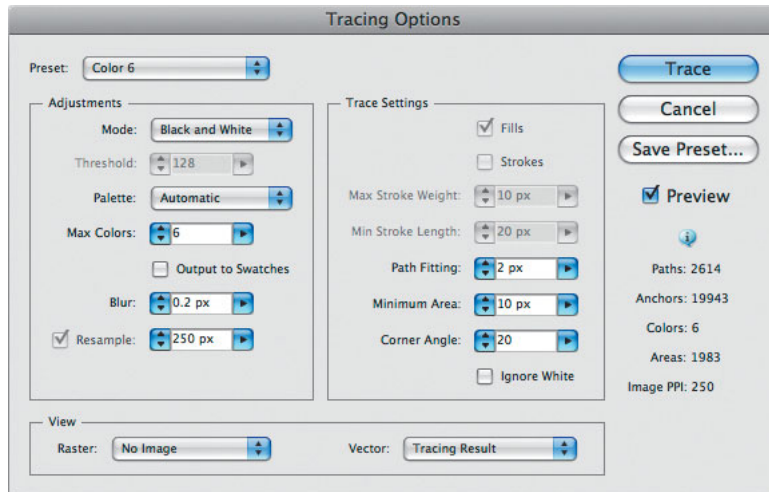 Tracing Options
Preset: Color 6
Trace
Cancel
Save Preset...
Preview
Adjustments
Mode: Black and White
Threshold: 128
Palette: Automatic
Max Colors: 6
Output to Swatches
Blur: 0.2 px
Resample: 250 px
Trace Settings
Fills
Strokes
Max Stroke Weight: 10 px
Min Stroke Length: 20 px
Path Fitting: 2 px
Minimum Area: 10 px
Corner Angle: 20
Ignore White
Paths: 2614
Anchors: 19943
Colors: 6
Areas: 1983
Image PPI: 250
View
Raster: No Image
Vector: Tracing Result